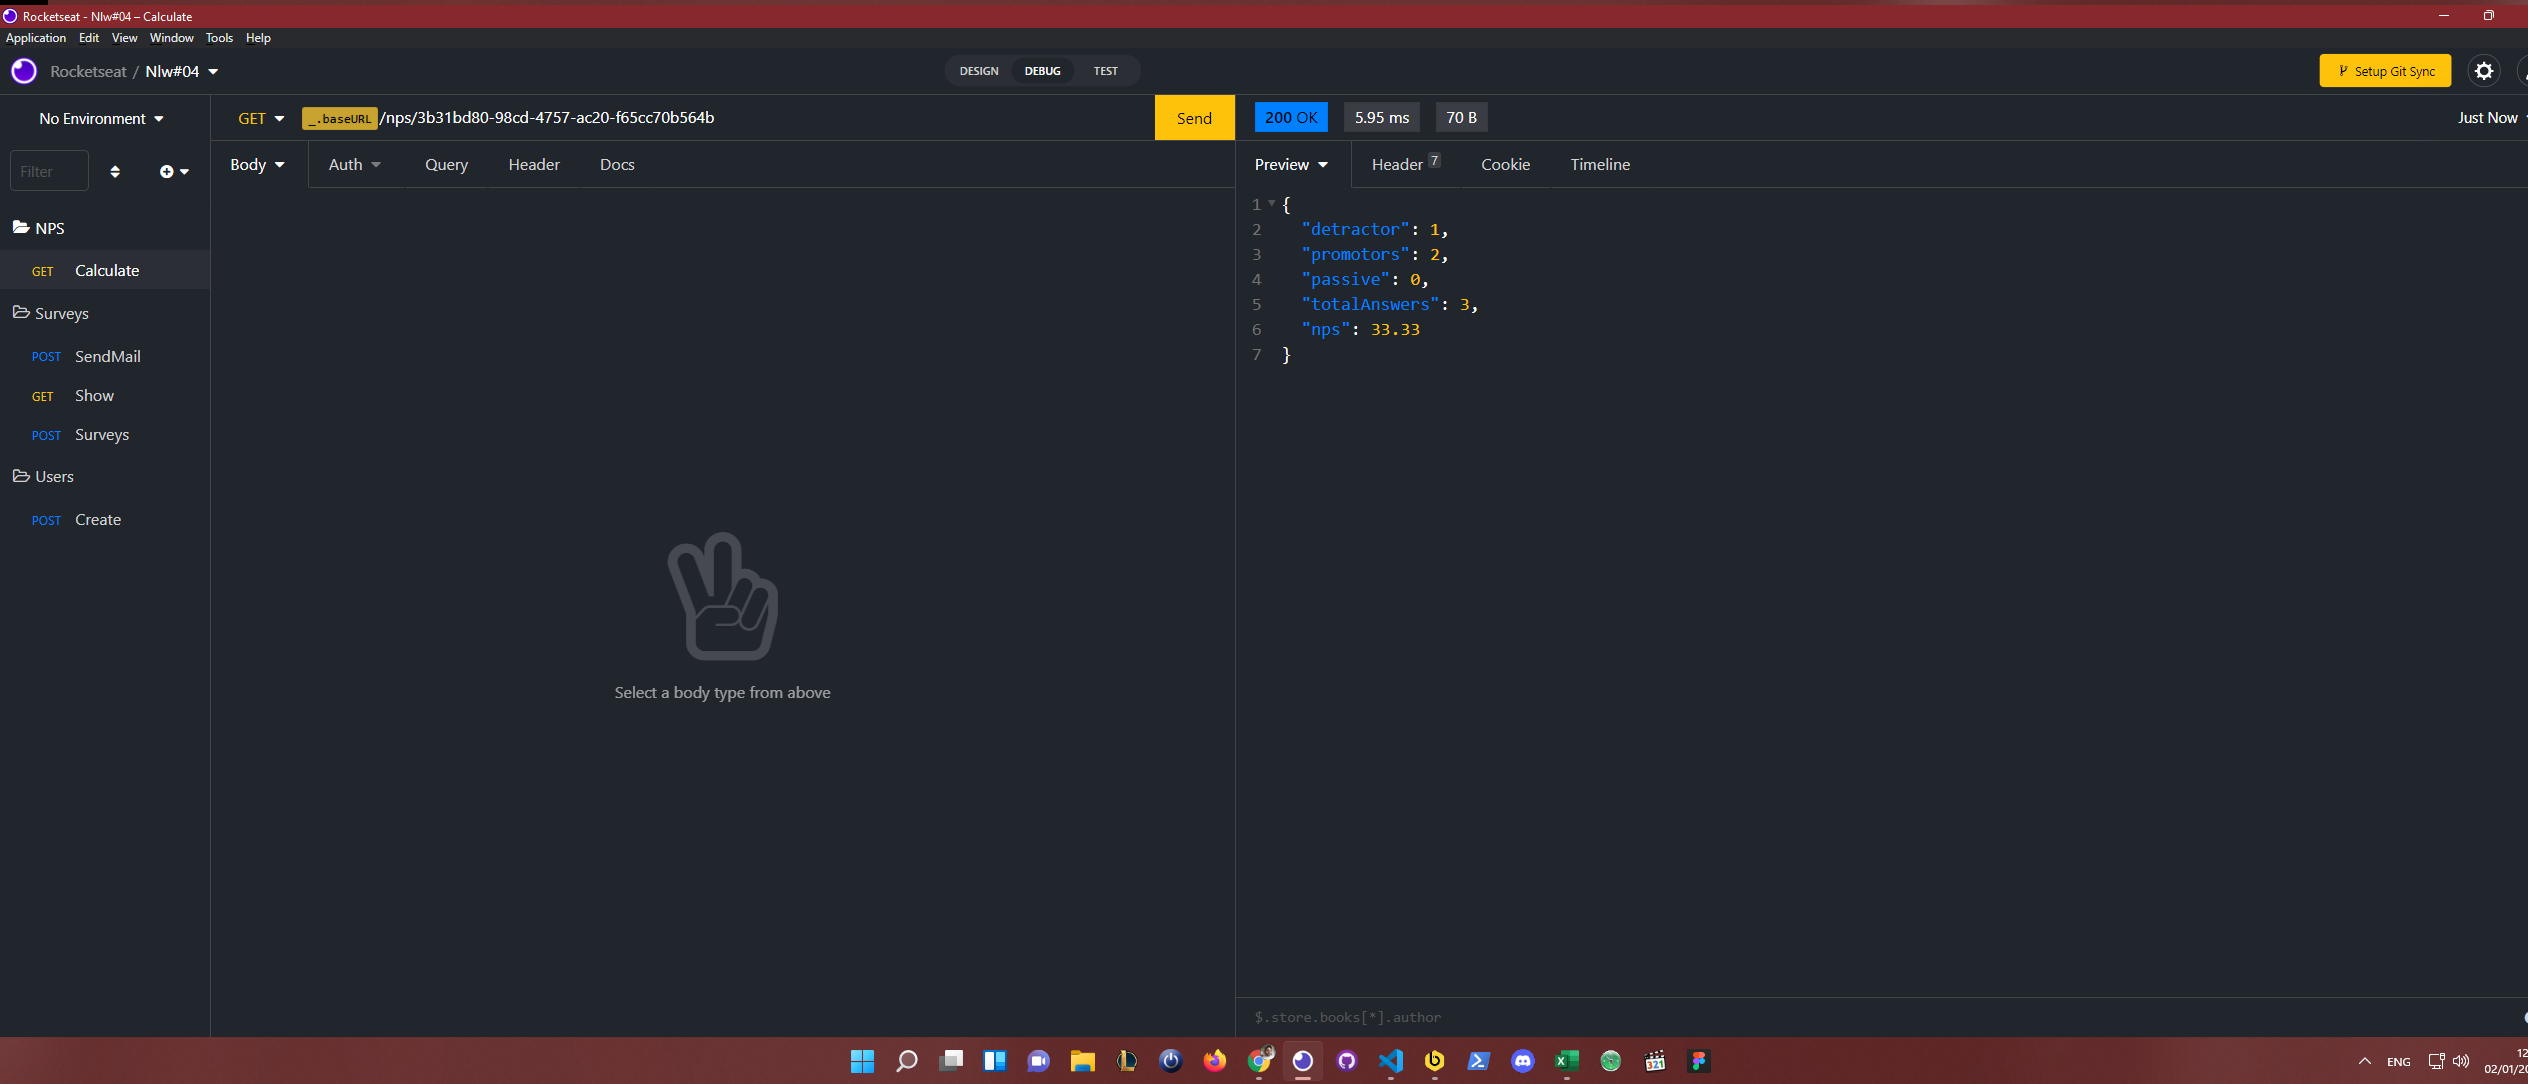 Rocketseat - Nlw#04 – Calculate
Application Edit View Window Tools Help
Rocketseat / Nlw#04
DESIGN DEBUG TEST
Setup Git Sync
No Environment
GET _.baseURL /nps/3b31bd80-98cd-4757-ac20-f65cc70b564b
Send
200 OK 5.95 ms 70 B
Just Now
Filter
Body Auth Query Header Docs
Preview Header 7 Cookie Timeline
NPS
GET Calculate
Surveys
POST SendMail
GET Show
POST Surveys
Users
POST Create
Select a body type from above
1 {
2 "detractor": 1,
3 "promotors": 2,
4 "passive": 0,
5 "totalAnswers": 3,
6 "nps": 33.33
7 }
$.store.books[*].author
321
ENG
12
02/01/20